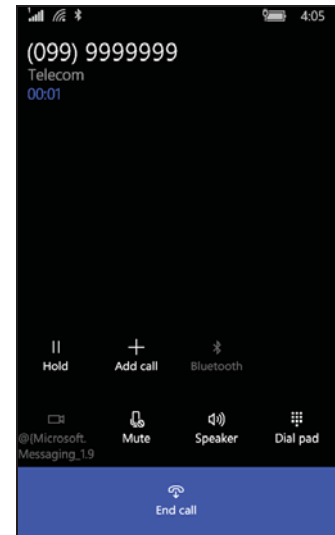 4:05
(099) 9999999
Telecom
00:01
Hold Add call Bluetooth
@{Microsoft. Mute Speaker Dial pad
Messaging_1.9
End call